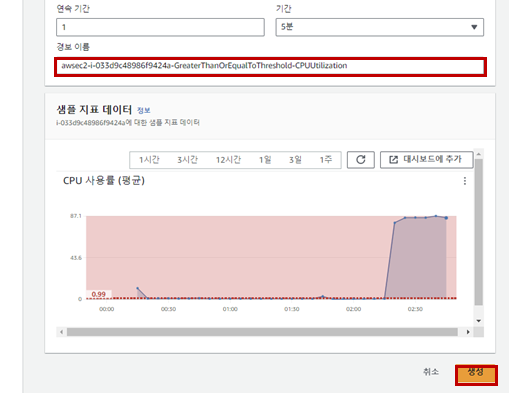 연속 기간 기간
1 5분
경보 이름
awsec2-i-033d9c48986f9424a-GreaterThanOrEqualToThreshold-CPUUtilization
샘플 지표 데이터 정보
i-033d9c48986f9424a에 대한 샘플 지표 데이터
1시간 3시간 12시간 1일 3일 1주 대시보드에 추가
CPU 사용률 (평균)
87.1
43.6
0.99
0
00:00 00:30 01:00 01:30 02:00 02:30
취소 생성